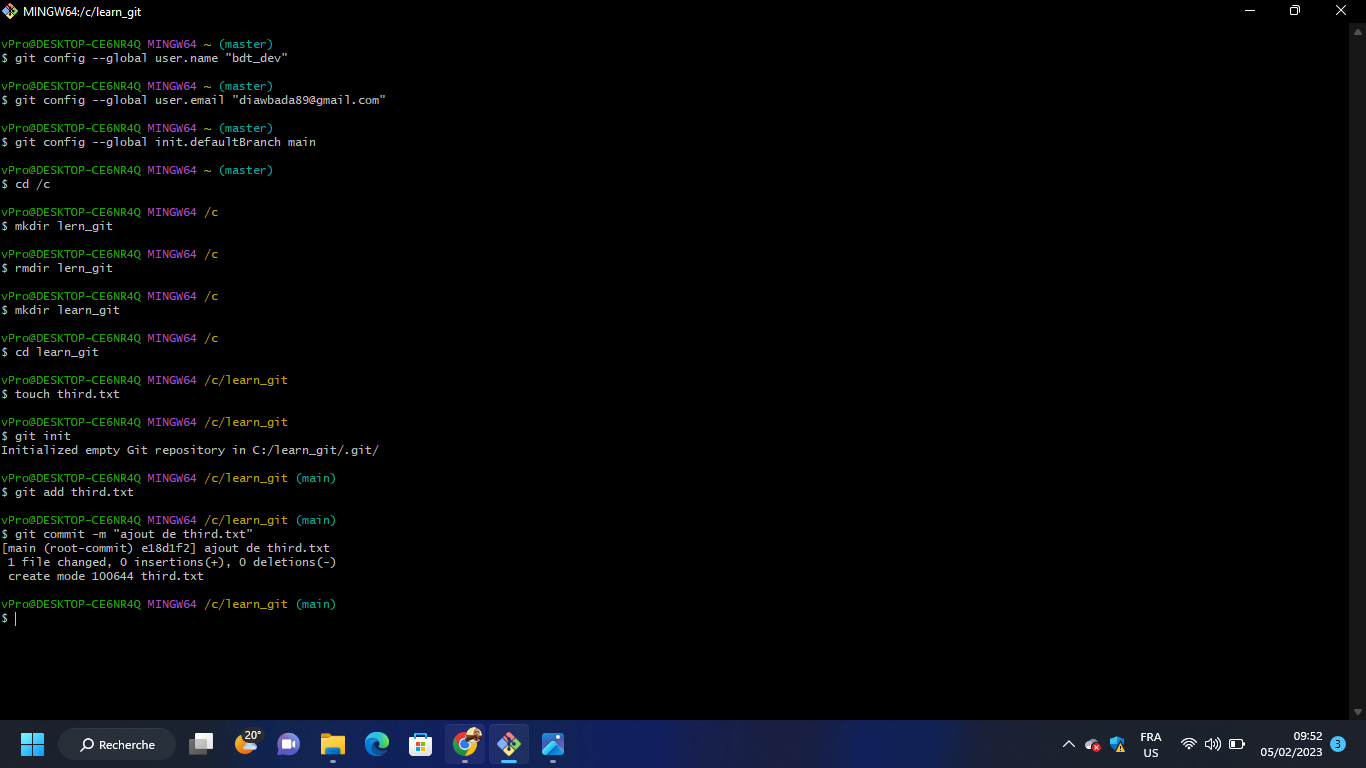 MINGW64:/c/learn_git
vPro@DESKTOP-CE6NR4Q MINGW64 ~ (master)
$ git config --global user.name "bdt_dev"
vPro@DESKTOP-CE6NR4Q MINGW64 ~ (master)
$ git config --global user.email "diawbada89@gmail.com"
vPro@DESKTOP-CE6NR4Q MINGW64 ~ (master)
$ git config --global init.defaultBranch main
vPro@DESKTOP-CE6NR4Q MINGW64 ~ (master)
$ cd /c
vPro@DESKTOP-CE6NR4Q MINGW64 /c
$ mkdir lern_git
vPro@DESKTOP-CE6NR4Q MINGW64 /c
$ rmdir lern_git
vPro@DESKTOP-CE6NR4Q MINGW64 /c
$ mkdir learn_git
vPro@DESKTOP-CE6NR4Q MINGW64 /c
$ cd learn_git
vPro@DESKTOP-CE6NR4Q MINGW64 /c/learn_git
$ touch third.txt
vPro@DESKTOP-CE6NR4Q MINGW64 /c/learn_git
$ git init
Initialized empty Git repository in C:/learn_git/.git/
vPro@DESKTOP-CE6NR4Q MINGW64 /c/learn_git (main)
$ git add third.txt
vPro@DESKTOP-CE6NR4Q MINGW64 /c/learn_git (main)
$ git commit -m "ajout de third.txt"
[main (root-commit) e18d1f2] ajout de third.txt
 1 file changed, 0 insertions(+), 0 deletions(-)
 create mode 100644 third.txt
vPro@DESKTOP-CE6NR4Q MINGW64 /c/learn_git (main)
$
Recherche
20°
FRA
US
09:52
05/02/2023
3